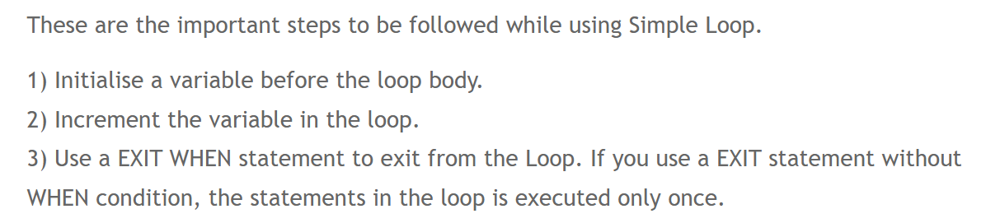 These are the important steps to be followed while using Simple Loop.
1) Initialise a variable before the loop body.
2) Increment the variable in the loop.
3) Use a EXIT WHEN statement to exit from the Loop. If you use a EXIT statement without
WHEN condition, the statements in the loop is executed only once.